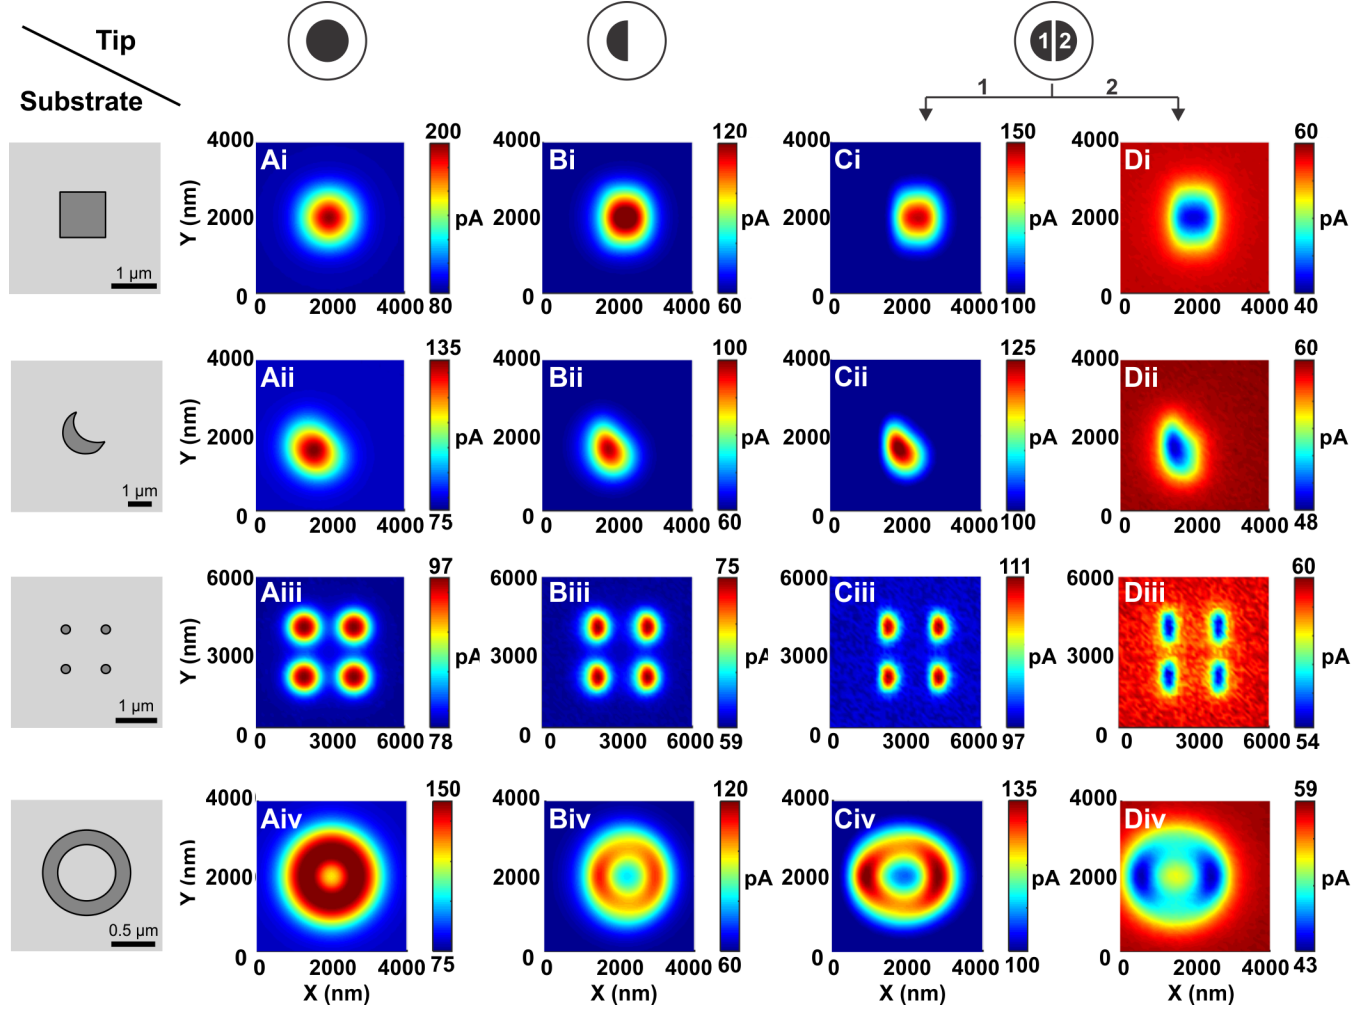 Tip
Substrate
1 2
1 2
200 120 150 60
4000 Ai 4000 Bi 4000 Ci 4000 Di
Y (nm) 2000 pA 2000 pA 2000 pA 2000 pA
1 µm
0 0 0 0
0 2000 4000 80 0 2000 4000 60 0 2000 4000 100 0 2000 4000 40
135 100 125 60
4000 Aii 4000 Bii 4000 Cii 4000 Dii
Y (nm) 2000 pA 2000 pA 2000 pA 2000 pA
1 µm
0 0 0 0
0 2000 4000 75 0 2000 4000 60 0 2000 4000 100 0 2000 4000 48
97 75 111 60
6000 Aiii 6000 Biii 6000 Ciii 6000 Diii
Y (nm) 3000 pA 3000 pA 3000 pA 3000 pA
1 µm
0 0 0 0
0 3000 6000 78 0 3000 6000 59 0 3000 6000 97 0 3000 6000 54
150 120 135 59
4000 Aiv 4000 Biv 4000 Civ 4000 Div
Y (nm) 2000 pA 2000 pA 2000 pA 2000 pA
0.5 µm
0 0 0 0
0 2000 4000 75 0 2000 4000 60 0 2000 4000 100 0 2000 4000 43
X (nm) X (nm) X (nm) X (nm)